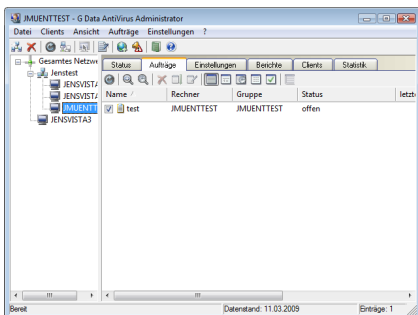 JMUENTTEST - G Data AntiVirus Administrator
Datei Clients Ansicht Aufträge Einstellungen ?
Gesamtes Netzwe
Jenstest
JENSVISTA
JENSVISTA
JMUENTT
JENSVISTA3
Status Aufträge Einstellungen Berichte Clients Statistik
Name Rechner Gruppe Status letzte
test JMUENTTEST JMUENTTEST offen
Bereit Datenstand: 11.03.2009 Einträge: 1